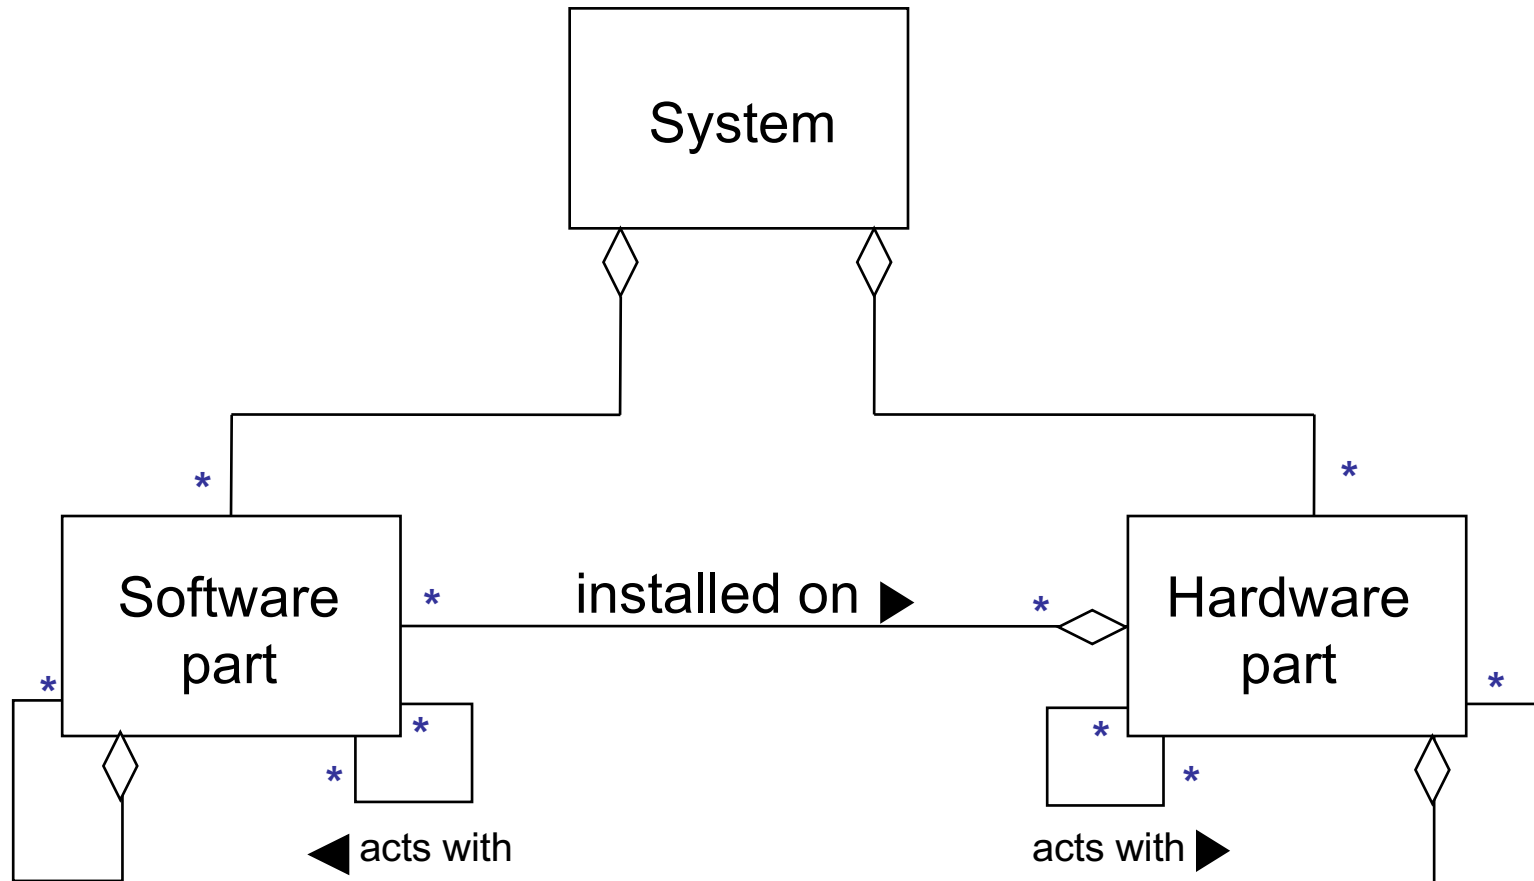 System
*
*
Software
part
*
installed on ▶
*
Hardware
part
*
*
*
*
*
*
◀ acts with
acts with ▶